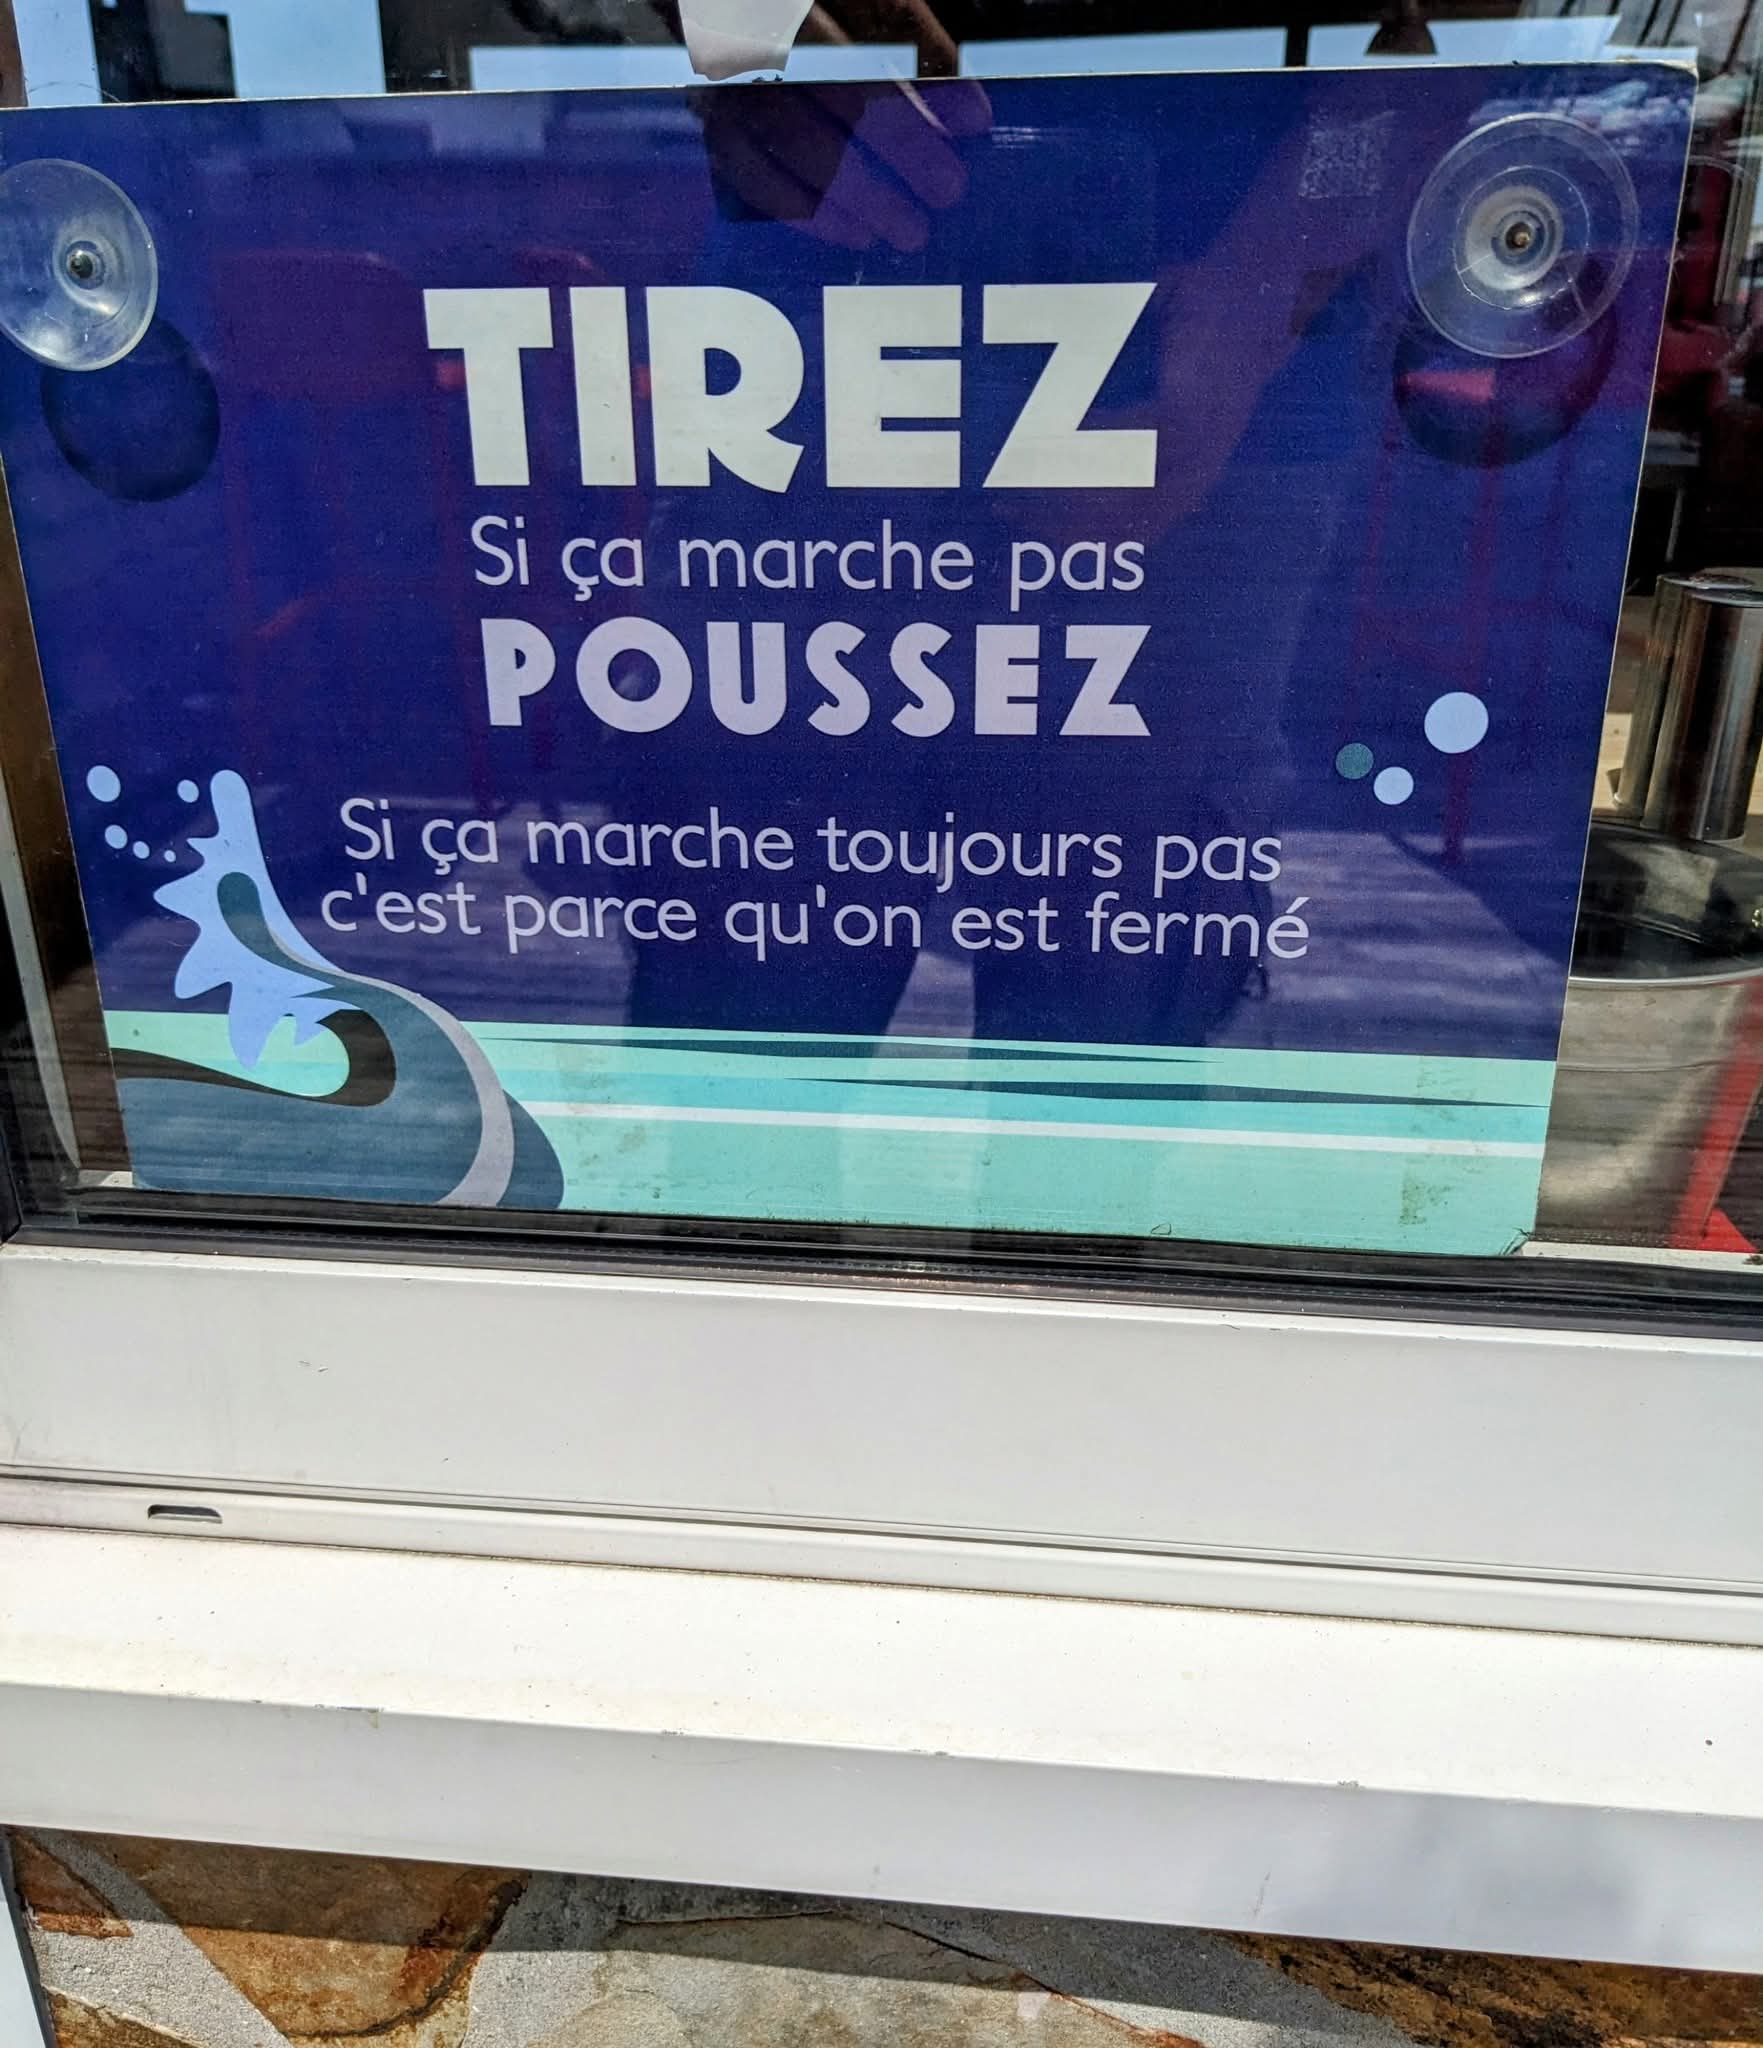 TIREZ
Si ça marche pas
POUSSEZ
Si ça marche toujours pas
c'est parce qu'on est fermé